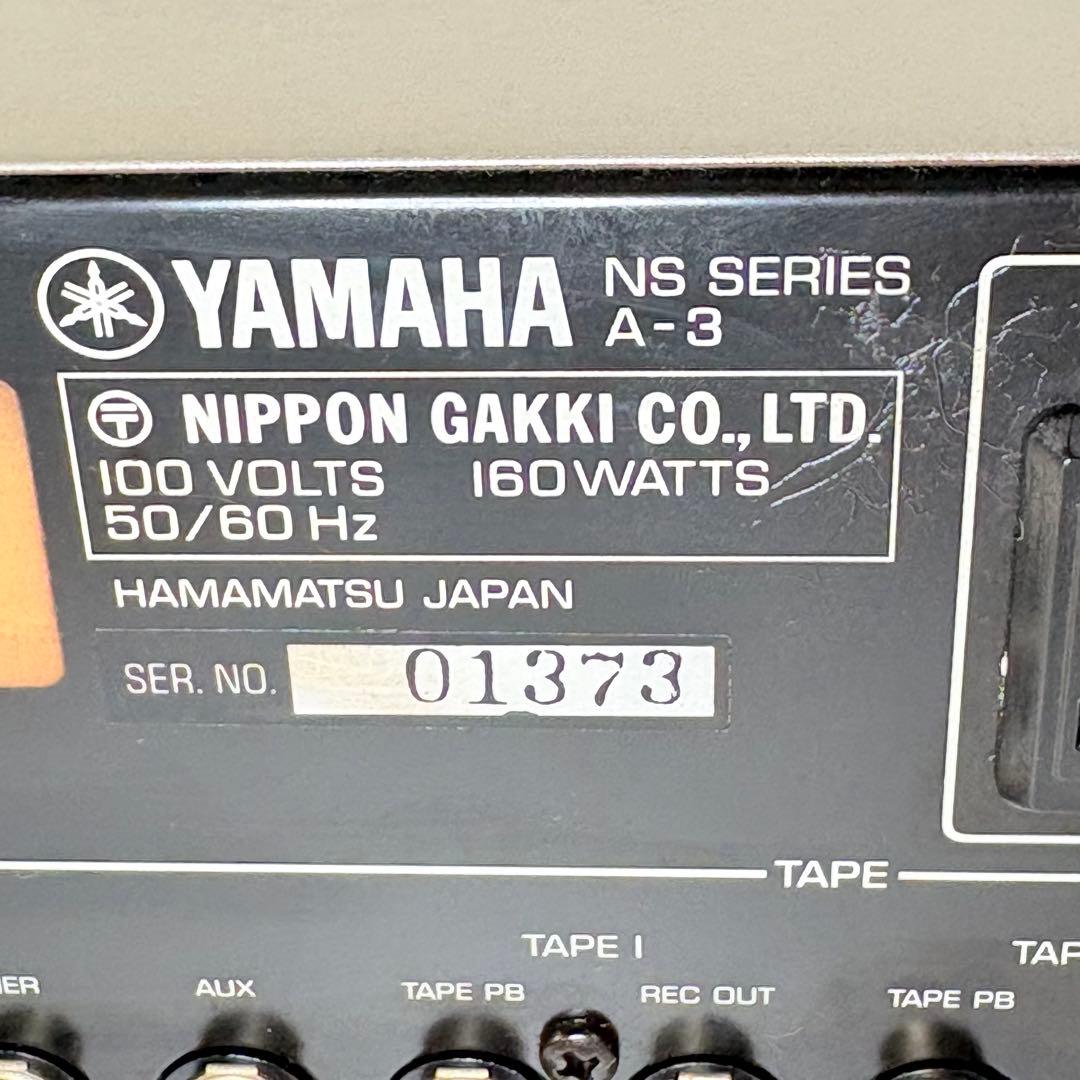 YAMAHA NS SERIES
A-3
〒 NIPPON GAKKI CO., LTD.
100 VOLTS 160 WATTS
50/60 Hz
HAMAMATSU JAPAN
SER. NO. 01373
TAPE
TAPE 1
AUX TAPE PB REC OUT TAPE PB